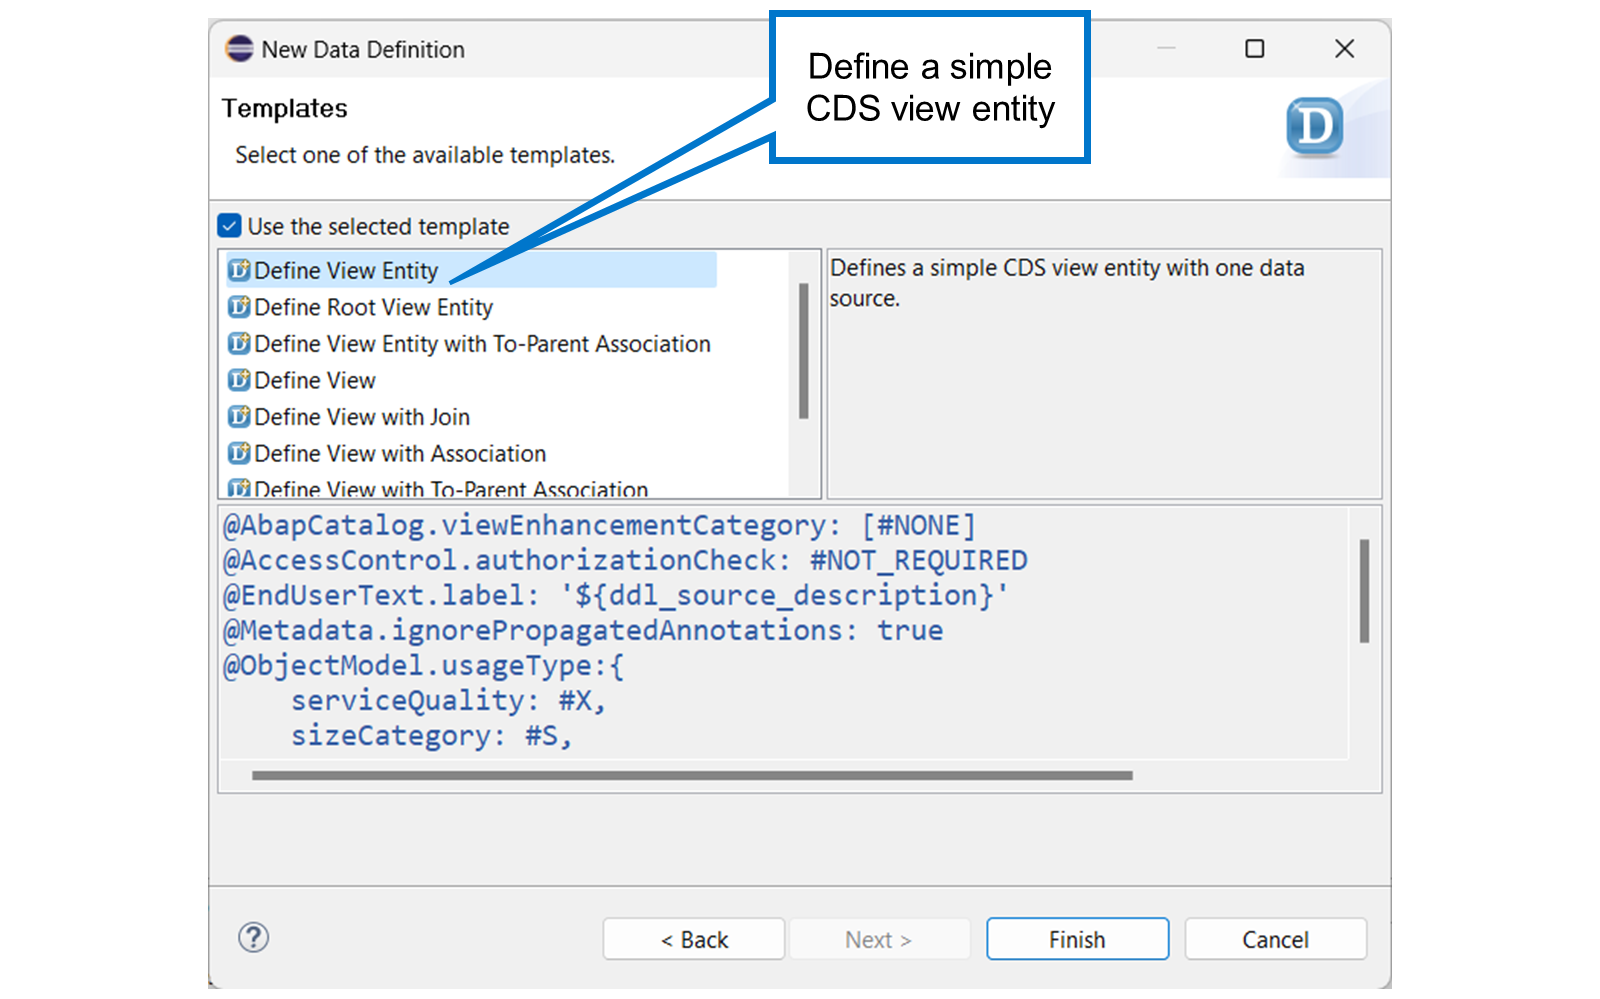 New Data Definition
Define a simple
CDS view entity
Templates
Select one of the available templates.
D
Use the selected template
Define View Entity
Define Root View Entity
Define View Entity with To-Parent Association
Define View
Define View with Join
Define View with Association
Define View with To-Parent Association
Defines a simple CDS view entity with one data
source.
@AbapCatalog.viewEnhancementCategory: [#NONE]
@AccessControl.authorizationCheck: #NOT_REQUIRED
@EndUserText.label: '${ddl_source_description}'
@Metadata.ignorePropagatedAnnotations: true
@ObjectModel.usageType:{
    serviceQuality: #X,
    sizeCategory: #S,
?
< Back
Next >
Finish
Cancel